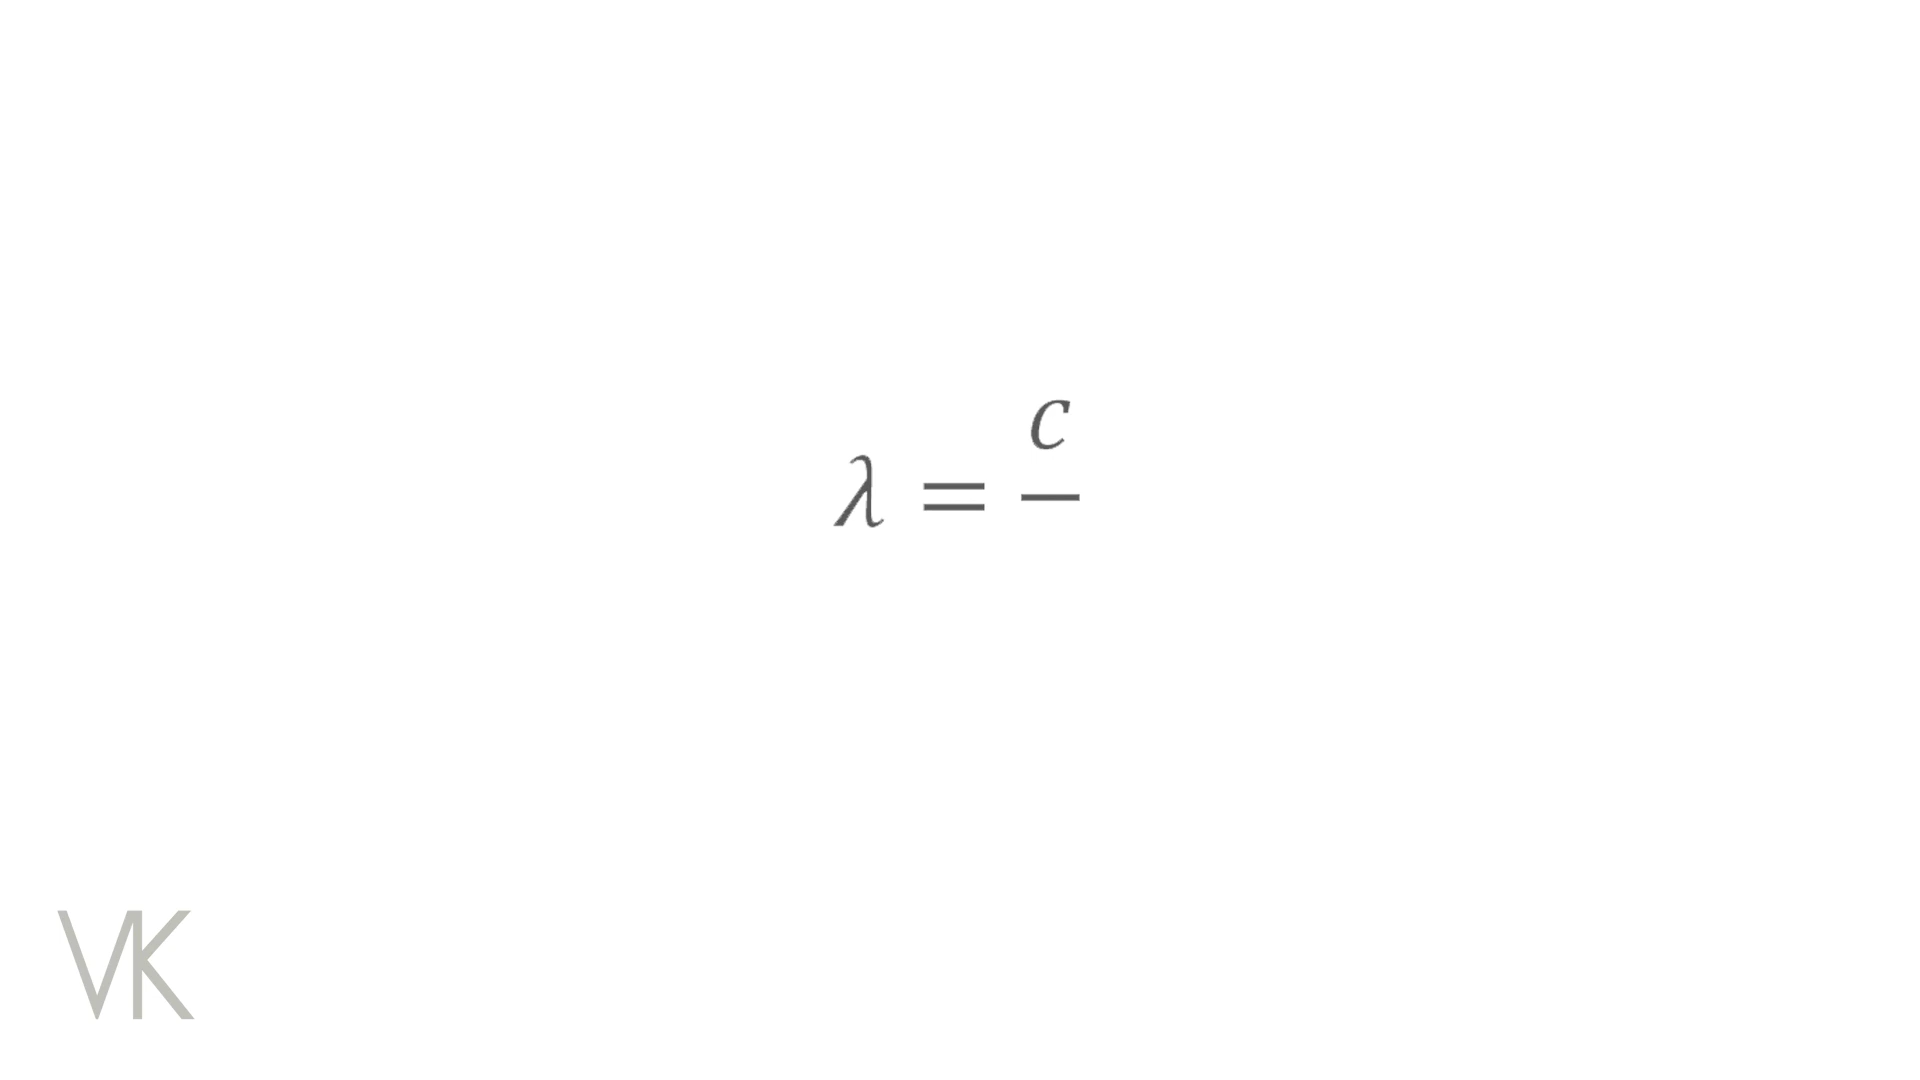 λ = c/
VK